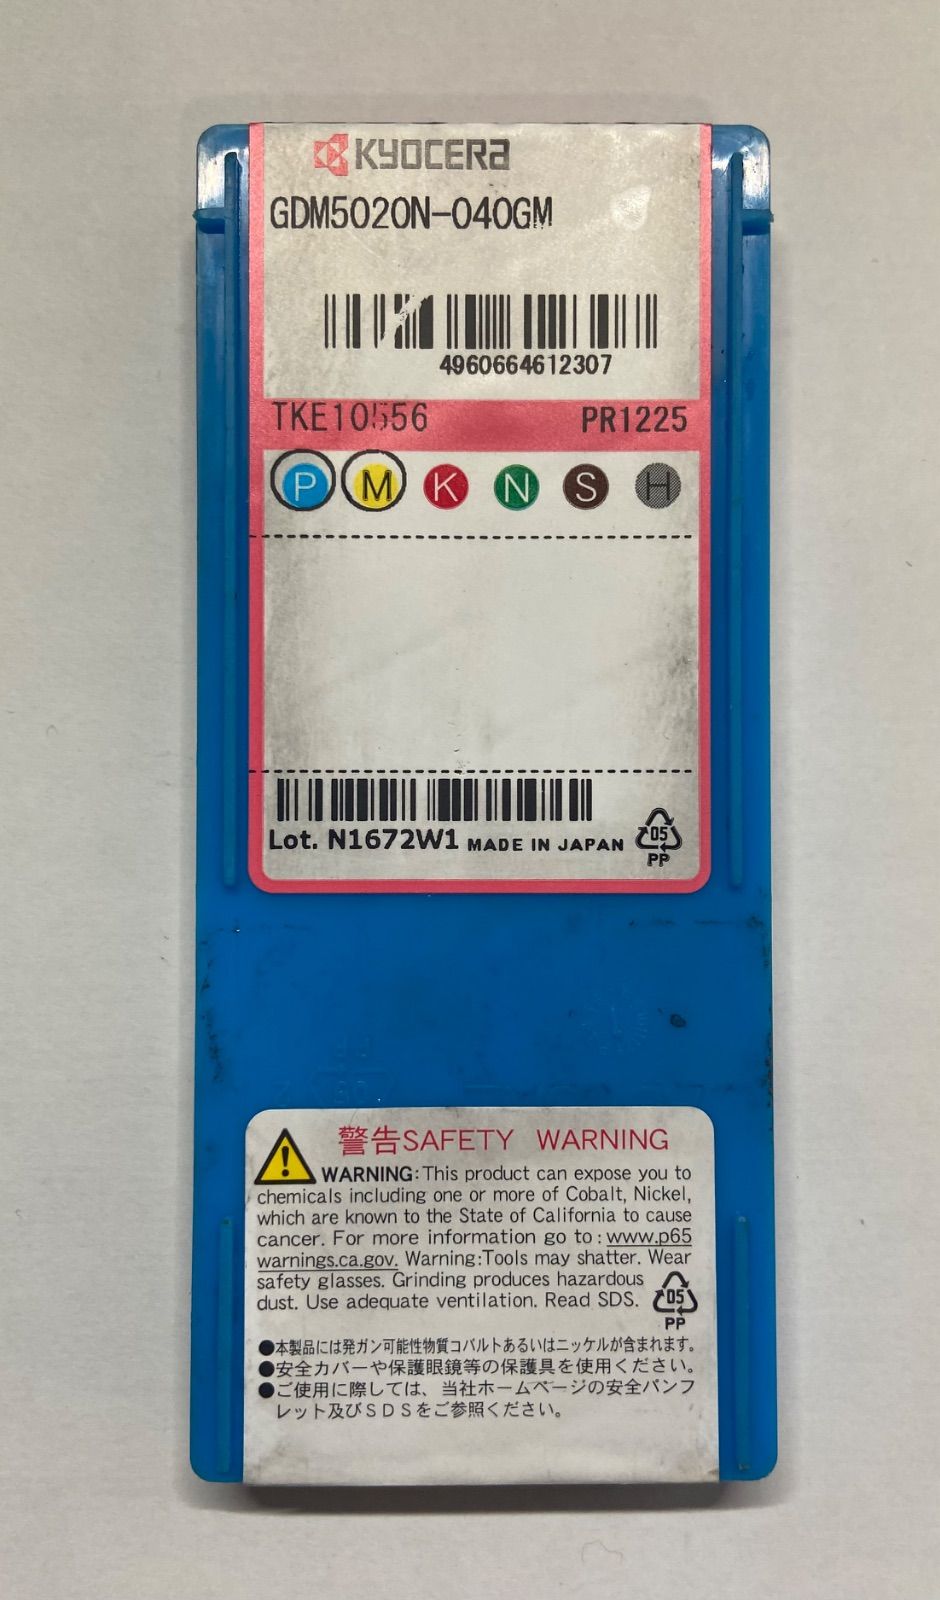 KYOCERA
GDM5020N-040GM
4960664612307
TKE10556 PR1225
P M K N S H
Lot. N1672W1 MADE IN JAPAN
05
PP
警告SAFETY WARNING
WARNING:This product can expose you to
chemicals including one or more of Cobalt, Nickel,
which are known to the State of California to cause
cancer. For more information go to : www.p65
warnings.ca.gov. Warning:Tools may shatter. Wear
safety glasses. Grinding produces hazardous
dust. Use adequate ventilation. Read SDS.
05
PP
●本製品には発ガン可能性物質コバルトあるいはニッケルが含まれます。
●安全カバーや保護眼鏡等の保護具を使用ください。
●ご使用に際しては、当社ホームページの安全パンフ
レット及びSDSをご参照ください。